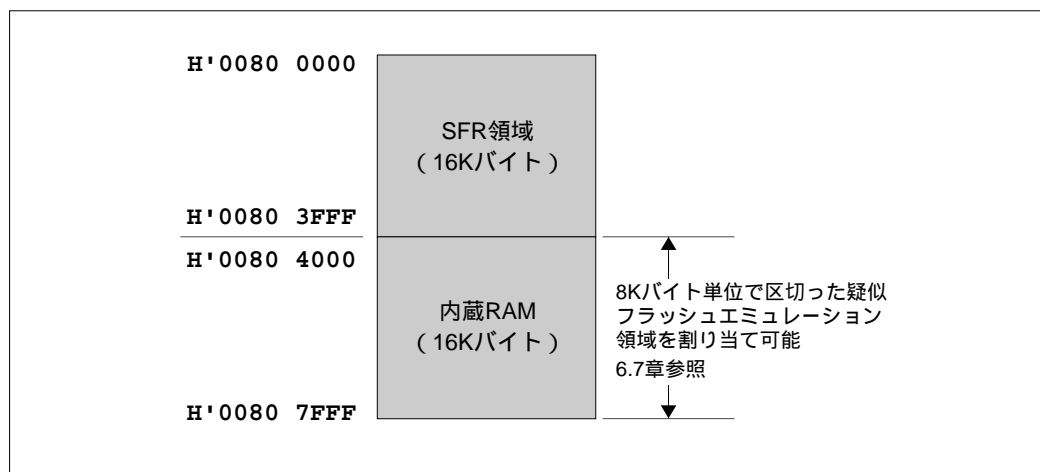 H'0080 0000
SFR領域
（16Kバイト）
H'0080 3FFF
H'0080 4000
内蔵RAM
（16Kバイト）
8Kバイト単位で区切った疑似
フラッシュエミュレーション
領域を割り当て可能
6.7章参照
H'0080 7FFF